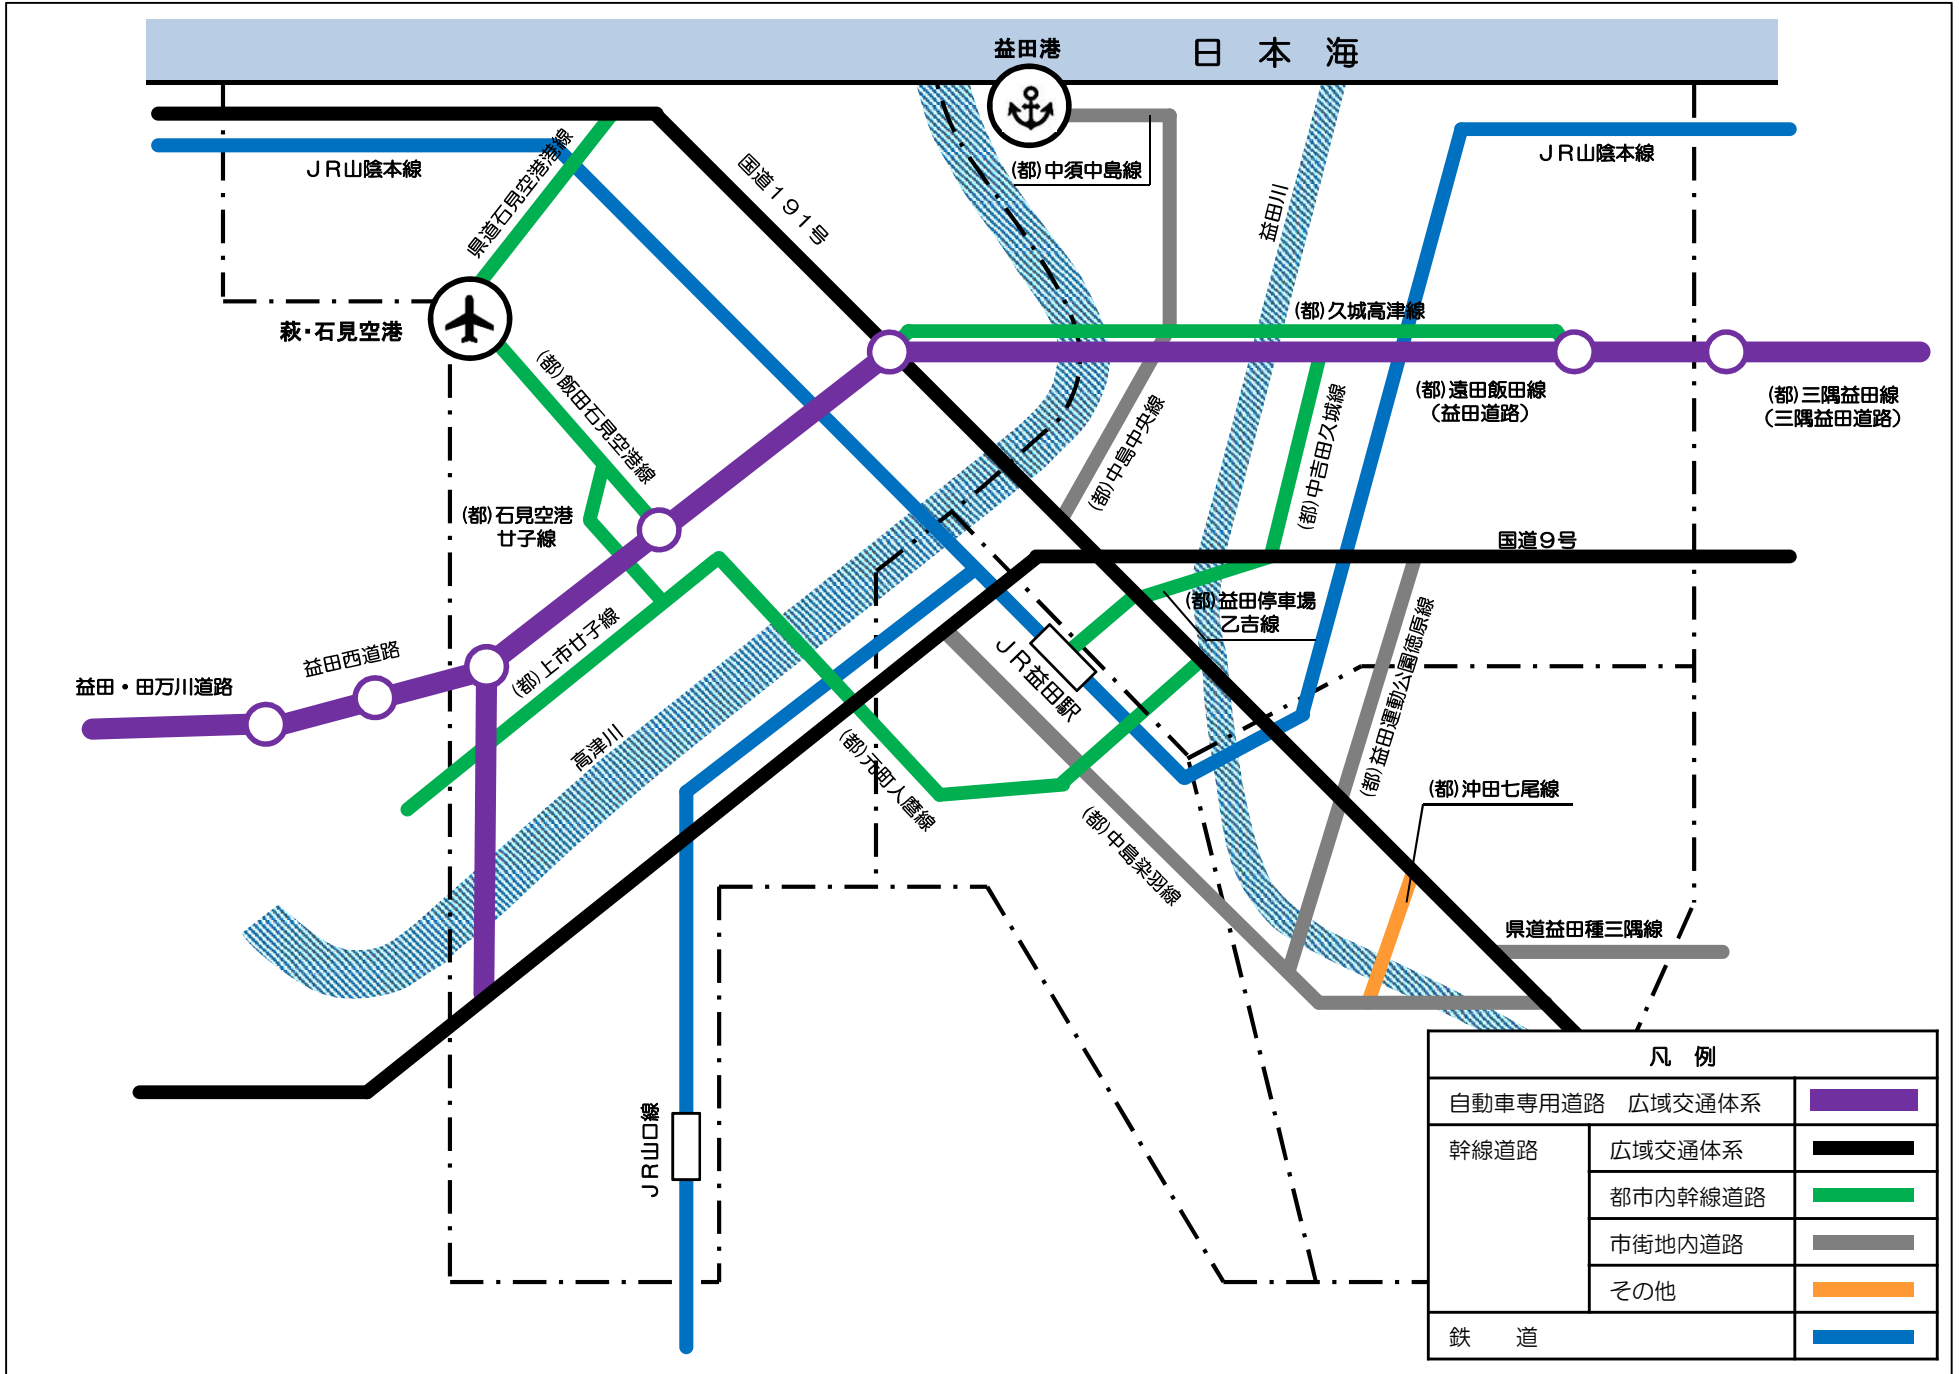 益田港
日本海
JR山陰本線
県道石見空港港線
国道191号
(都)中須中島線
益田川
JR山陰本線
萩・石見空港
(都)久城高津線
(都)飯田石見空港線
(都)遠田飯田線
(益田道路)
(都)三隅益田線
(三隅益田道路)
(都)中島中央線
(都)中吉田久城線
(都)石見空港
廿子線
国道9号
(都)益田停車場
乙吉線
(都)上市廿子線
益田西道路
益田・田万川道路
JR益田駅
(都)益田運動公園徳原線
高津川
(都)元町人麿線
(都)中島染羽線
(都)沖田七尾線
県道益田種三隅線
JR山口線
凡 例
自動車専用道路 広域交通体系
幹線道路
広域交通体系
都市内幹線道路
市街地内道路
その他
鉄 道